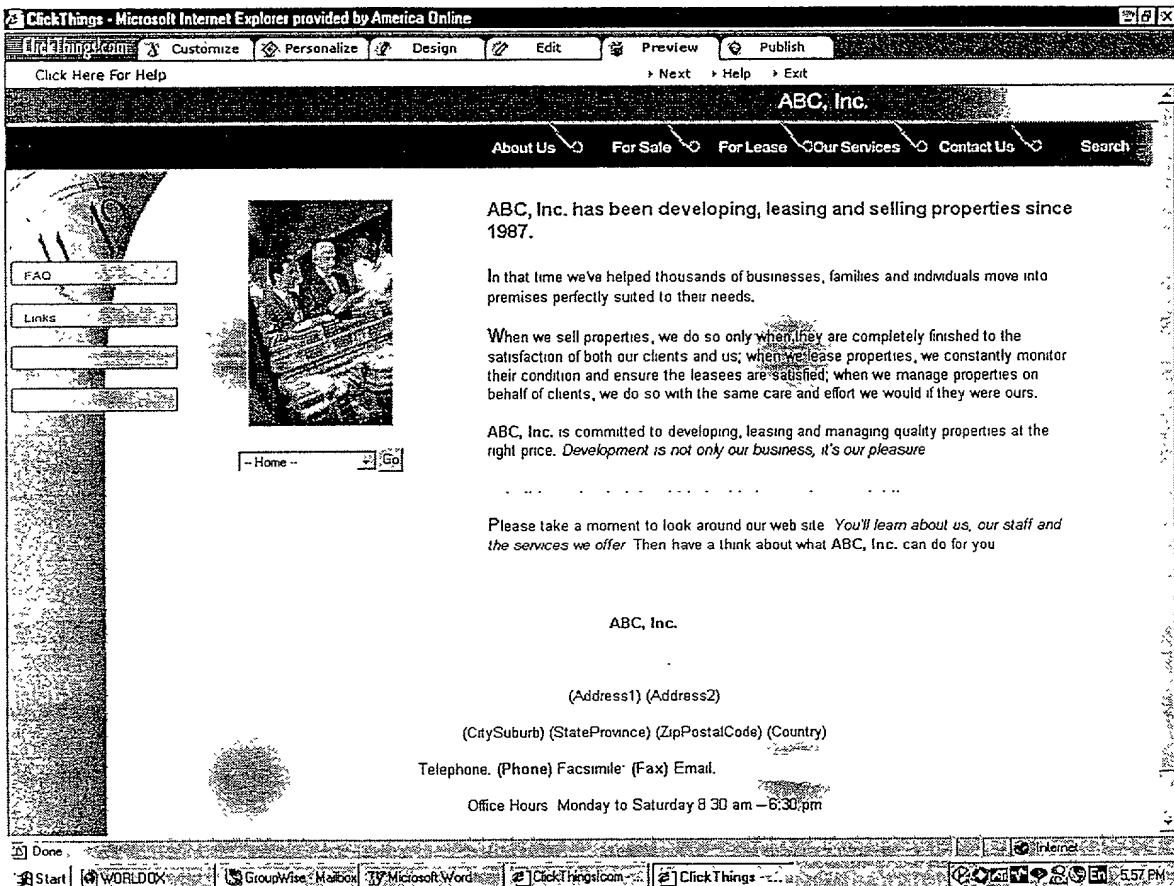 ClickThings - Microsoft Internet Explorer provided by America Online
ClickThings.com Customize Personalize Design Edit Preview Publish
Click Here For Help > Next > Help > Exit
ABC, Inc.
About Us For Sale For Lease Our Services Contact Us Search
ABC, Inc. has been developing, leasing and selling properties since
1987.
FAQ
Links
In that time we've helped thousands of businesses, families and individuals move into
premises perfectly suited to their needs.
When we sell properties, we do so only when they are completely finished to the
satisfaction of both our clients and us; when we lease properties, we constantly monitor
their condition and ensure the leasees are satisfied; when we manage properties on
behalf of clients, we do so with the same care and effort we would if they were ours.
-- Home -- Go
ABC, Inc. is committed to developing, leasing and managing quality properties at the
right price. Development is not only our business, it's our pleasure
Please take a moment to look around our web site You'll learn about us, our staff and
the services we offer Then have a think about what ABC, Inc. can do for you
ABC, Inc.
(Address1) (Address2)
(CitySuburb) (StateProvince) (ZipPostalCode) (Country)
Telephone. (Phone) Facsimile (Fax) Email.
Office Hours Monday to Saturday 8 30 am – 6:30 pm
Done Internet
Start WORLDOX GroupWise - Mailbox Microsoft Word ClickThings.com - ... ClickThings - ... 5:57 PM